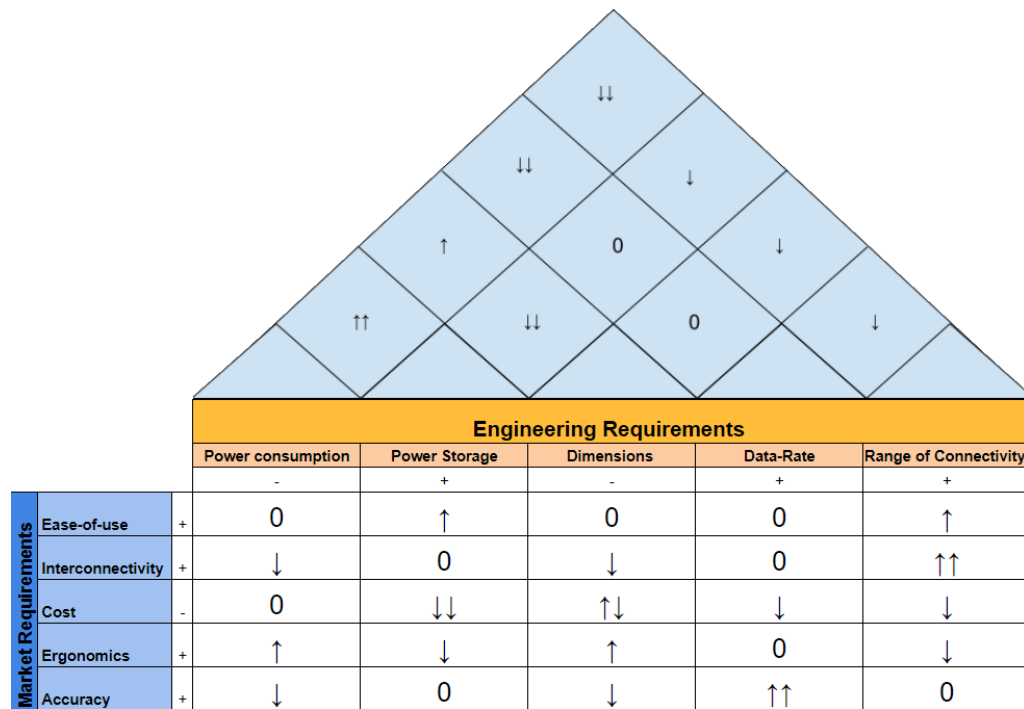 ↓↓
↓↓ ↓
↑ 0 ↓
↑↑ ↓↓ 0 ↓
Engineering Requirements
Power consumption Power Storage Dimensions Data-Rate Range of Connectivity
- + - + +
Market Requirements
Ease-of-use + 0 ↑ 0 0 ↑
Interconnectivity + ↓ 0 ↓ 0 ↑↑
Cost - 0 ↓↓ ↑↓ ↓ ↓
Ergonomics + ↑ ↓ ↑ 0 ↓
Accuracy + ↓ 0 ↓ ↑↑ 0